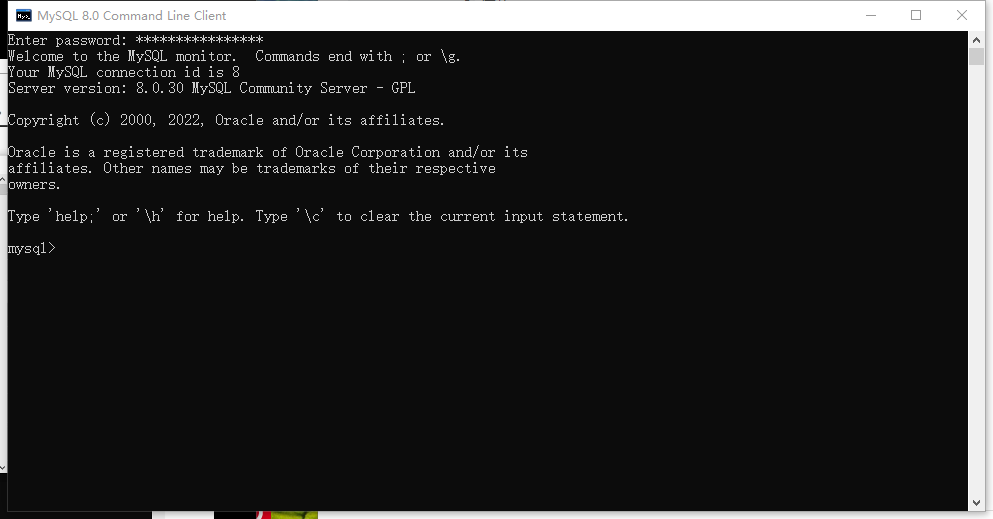 MySQL 8.0 Command Line Client
Enter password: ****************
Welcome to the MySQL monitor.  Commands end with ; or \g.
Your MySQL connection id is 8
Server version: 8.0.30 MySQL Community Server - GPL
Copyright (c) 2000, 2022, Oracle and/or its affiliates.
Oracle is a registered trademark of Oracle Corporation and/or its
affiliates. Other names may be trademarks of their respective
owners.
Type 'help;' or '\h' for help. Type '\c' to clear the current input statement.
mysql>